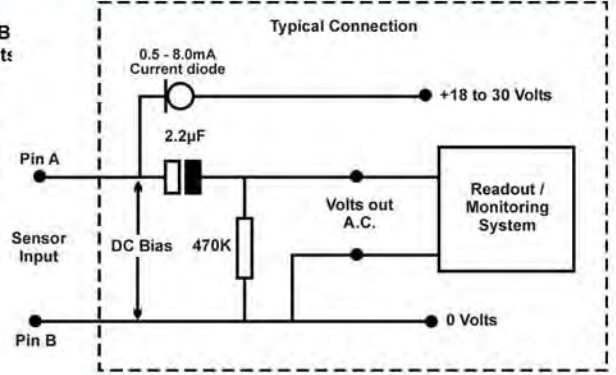 B
Typical Connection
0.5 - 8.0mA
Current diode
+18 to 30 Volts
2.2µF
Pin A
Readout /
Monitoring
System
Volts out
A.C.
Sensor
Input
DC Bias
470K
0 Volts
Pin B